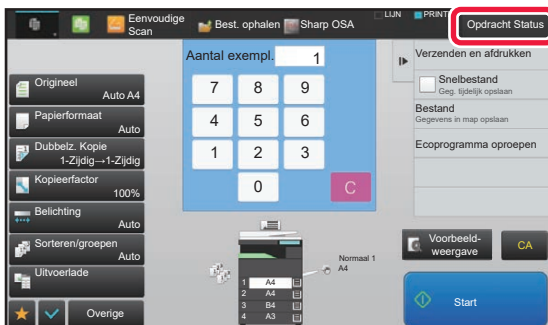 Eenvoudige
Scan
Best. ophalen
Sharp OSA
LIJN
PRINT
Opdracht Status
Aantal exempl.
1
Verzenden en afdrukken
Snelbestand
Geg. tijdelijk opslaan
Bestand
Gegevens in map opslaan
Ecoprogramma oproepen
Origineel
Auto A4
Papierformaat
Auto
Dubbelz. Kopie
1-Zijdig→1-Zijdig
Kopieerfactor
100%
Belichting
Auto
Sorteren/groepen
Auto
Uitvoerlade
Overige
7 8 9
4 5 6
1 2 3
0 C
Normaal 1
A4
1 A4
2 A4
3 B4
4 A3
Voorbeeld-
weergave
CA
Start